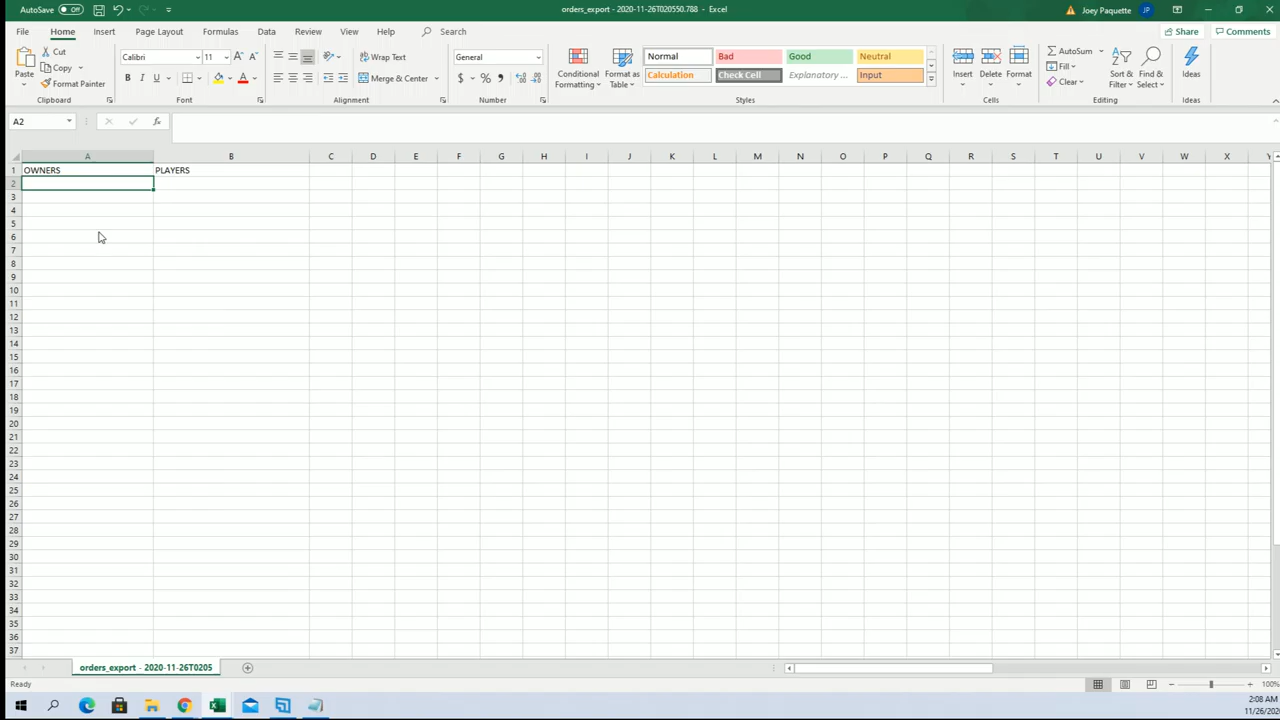 AutoSave Off orders_export - 2020-11-26T020550.788 - Excel Joey Paquette JP
File Home Insert Page Layout Formulas Data Review View Help Search Share Comments
Paste Cut Copy Format Painter Clipboard
Calibri 11 B I U A Font
Wrap Text Merge & Center Alignment
General $ % Number
Conditional Formatting Format as Table
Normal Bad Good Neutral
Calculation Check Cell Explanatory ... Input
Styles
Insert Delete Format Cells
AutoSum Fill Clear Sort & Filter Find & Select Editing
Ideas Ideas
A2 fx
A B C D E F G H I J K L M N O P Q R S T U V W X Y
1 OWNERS PLAYERS
2
3
4
5
6
7
8
9
10
11
12
13
14
15
16
17
18
19
20
21
22
23
24
25
26
27
28
29
30
31
32
33
34
35
36
37
orders_export - 2020-11-26T0205
Ready 100%
2:08 AM
11/26/202